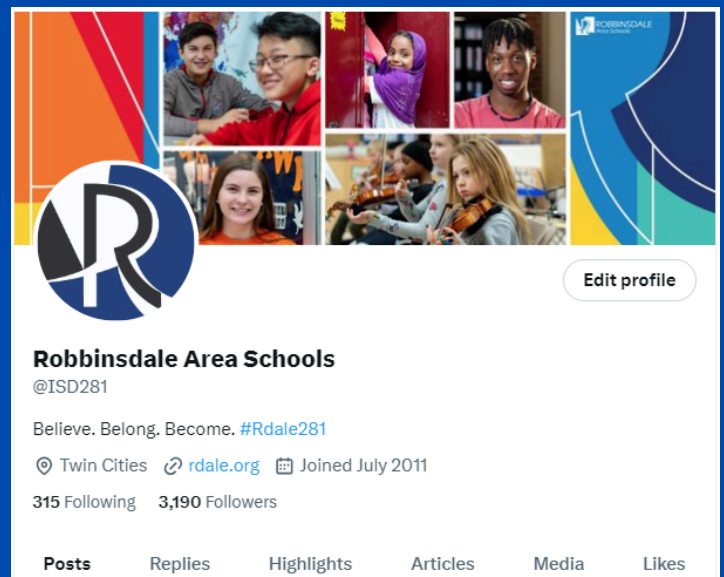 ROBBINSDALE
Area Schools
R
Edit profile
Robbinsdale Area Schools
@ISD281
Believe. Belong. Become. #Rdale281
Twin Cities rdale.org Joined July 2011
315 Following 3,190 Followers
Posts Replies Highlights Articles Media Likes